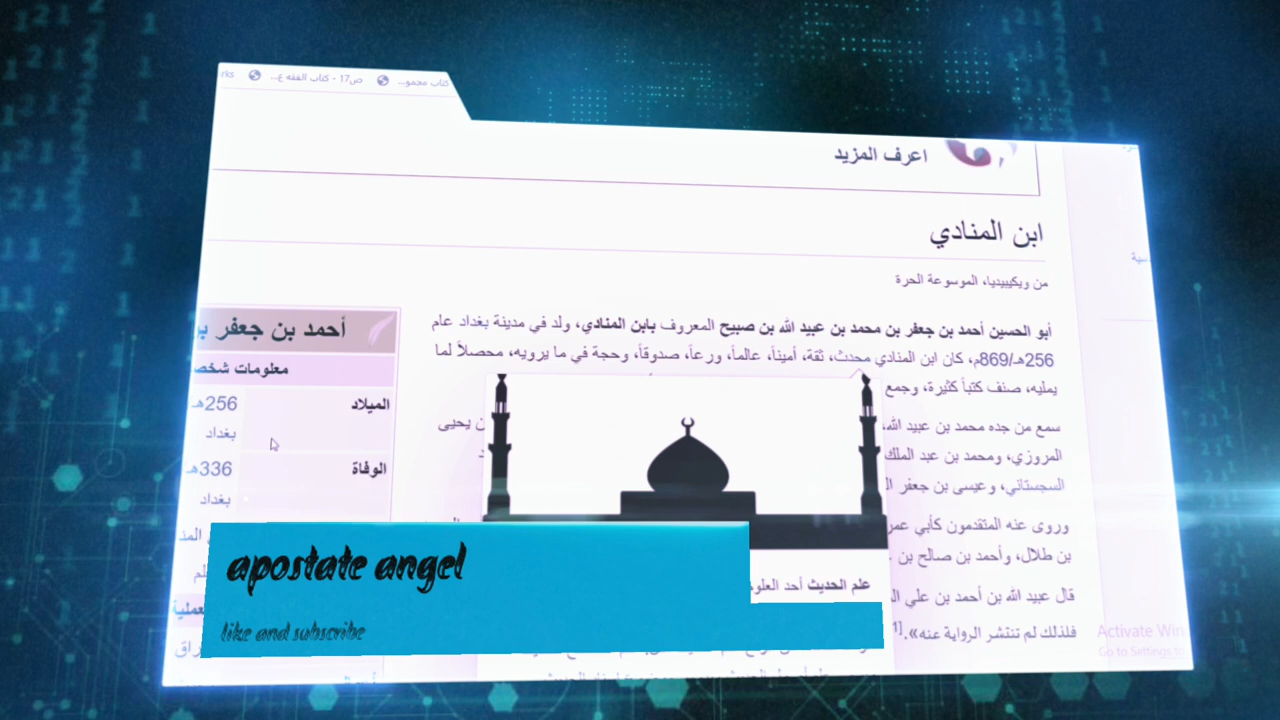 ص17 - كتاب الفقه ع...
كتاب مجمو...
اعرف المزيد
ابن المنادي
من ويكيبيديا، الموسوعة الحرة
أبو الحسين أحمد بن جعفر بن محمد بن عبيد الله بن صبيح المعروف بابن المنادي، ولد في مدينة بغداد عام
256هـ/869م، كان ابن المنادي محدث، ثقة، أميناً، عالماً، ورعاً، صدوقاً، وحجة في ما يرويه، محصلاً لما
يمليه، صنف كتباً كثيرة، وجمع
سمع من جده محمد بن عبيد الله،
ن يحيى
المروزي، ومحمد بن عبد الملك
السجستاني، وعيسى بن جعفر
وروى عنه المتقدمون كأبي عمر
بن طلال، وأحمد بن صالح بن
قال عبيد الله بن أحمد بن علي
فلذلك لم تنتشر الرواية عنه».[1
أحمد بن جعفر
معلومات
الميلاد
256هـ
بغداد
الوفاة
336هـ
بغداد
علم الحديث أحد
apostate angel
like and subscribe
Activate Win
Go to Settings